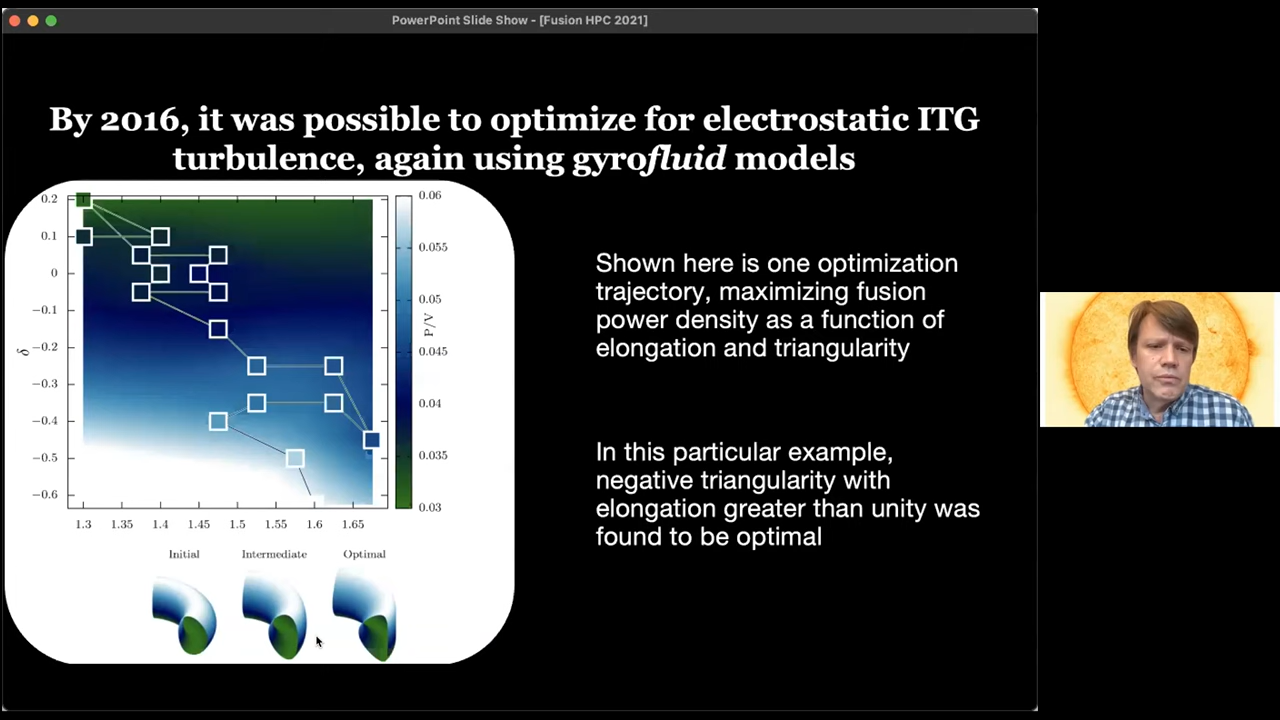 PowerPoint Slide Show - [Fusion HPC 2021]
By 2016, it was possible to optimize for electrostatic ITG
turbulence, again using gyrofluid models
0.2
0.1
0
−0.1
−0.2
−0.3
−0.4
−0.5
−0.6
δ
1.3 1.35 1.4 1.45 1.5 1.55 1.6 1.65
0.06
0.055
0.05
0.045
0.04
0.035
0.03
P/V
Initial Intermediate Optimal
Shown here is one optimization
trajectory, maximizing fusion
power density as a function of
elongation and triangularity
In this particular example,
negative triangularity with
elongation greater than unity was
found to be optimal